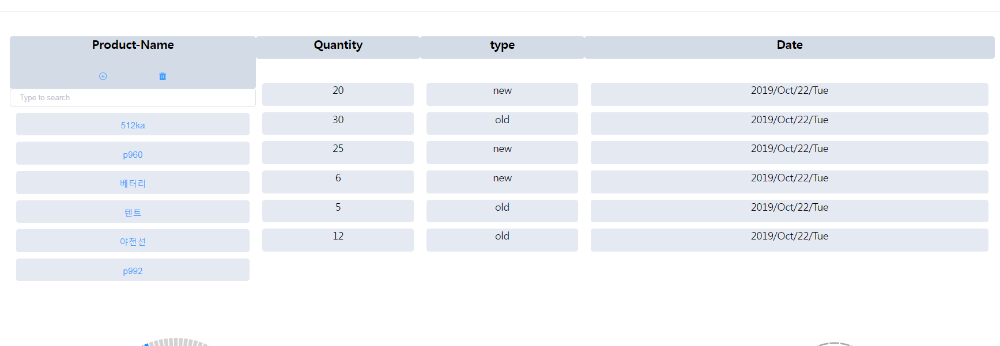 Product-Name Quantity type Date
Type to search
20 new 2019/Oct/22/Tue
512ka
30 old 2019/Oct/22/Tue
p960
25 new 2019/Oct/22/Tue
베터리
6 new 2019/Oct/22/Tue
텐트
5 old 2019/Oct/22/Tue
야전선
12 old 2019/Oct/22/Tue
p992